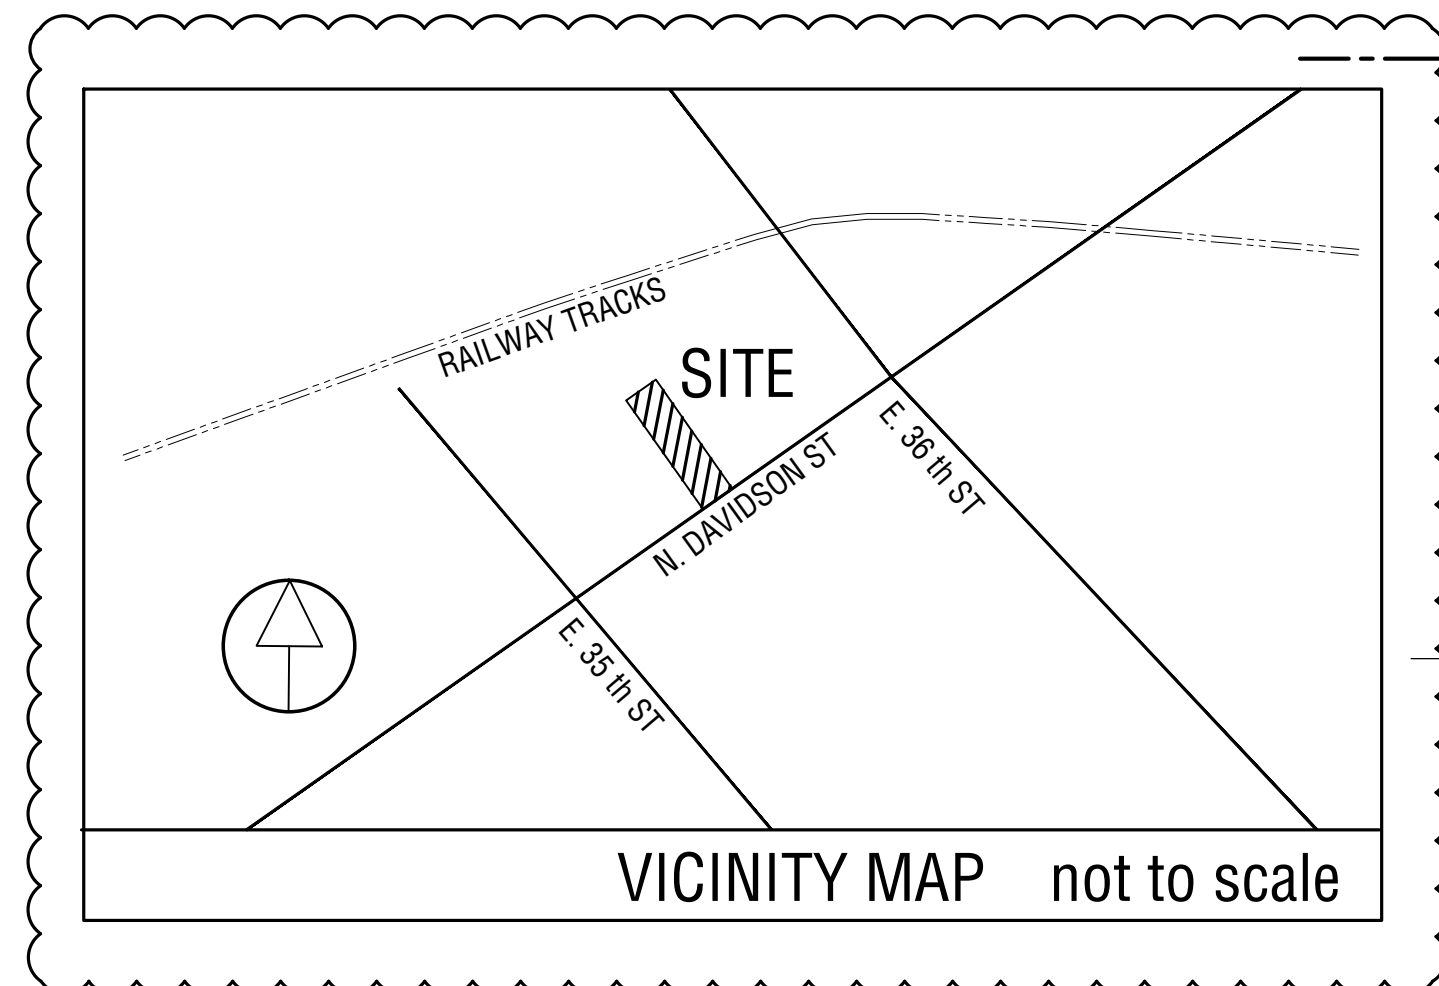 RAILWAY TRACKS
SITE
E. 36 th ST
N. DAVIDSON ST
E. 35 th ST
VICINITY MAP not to scale